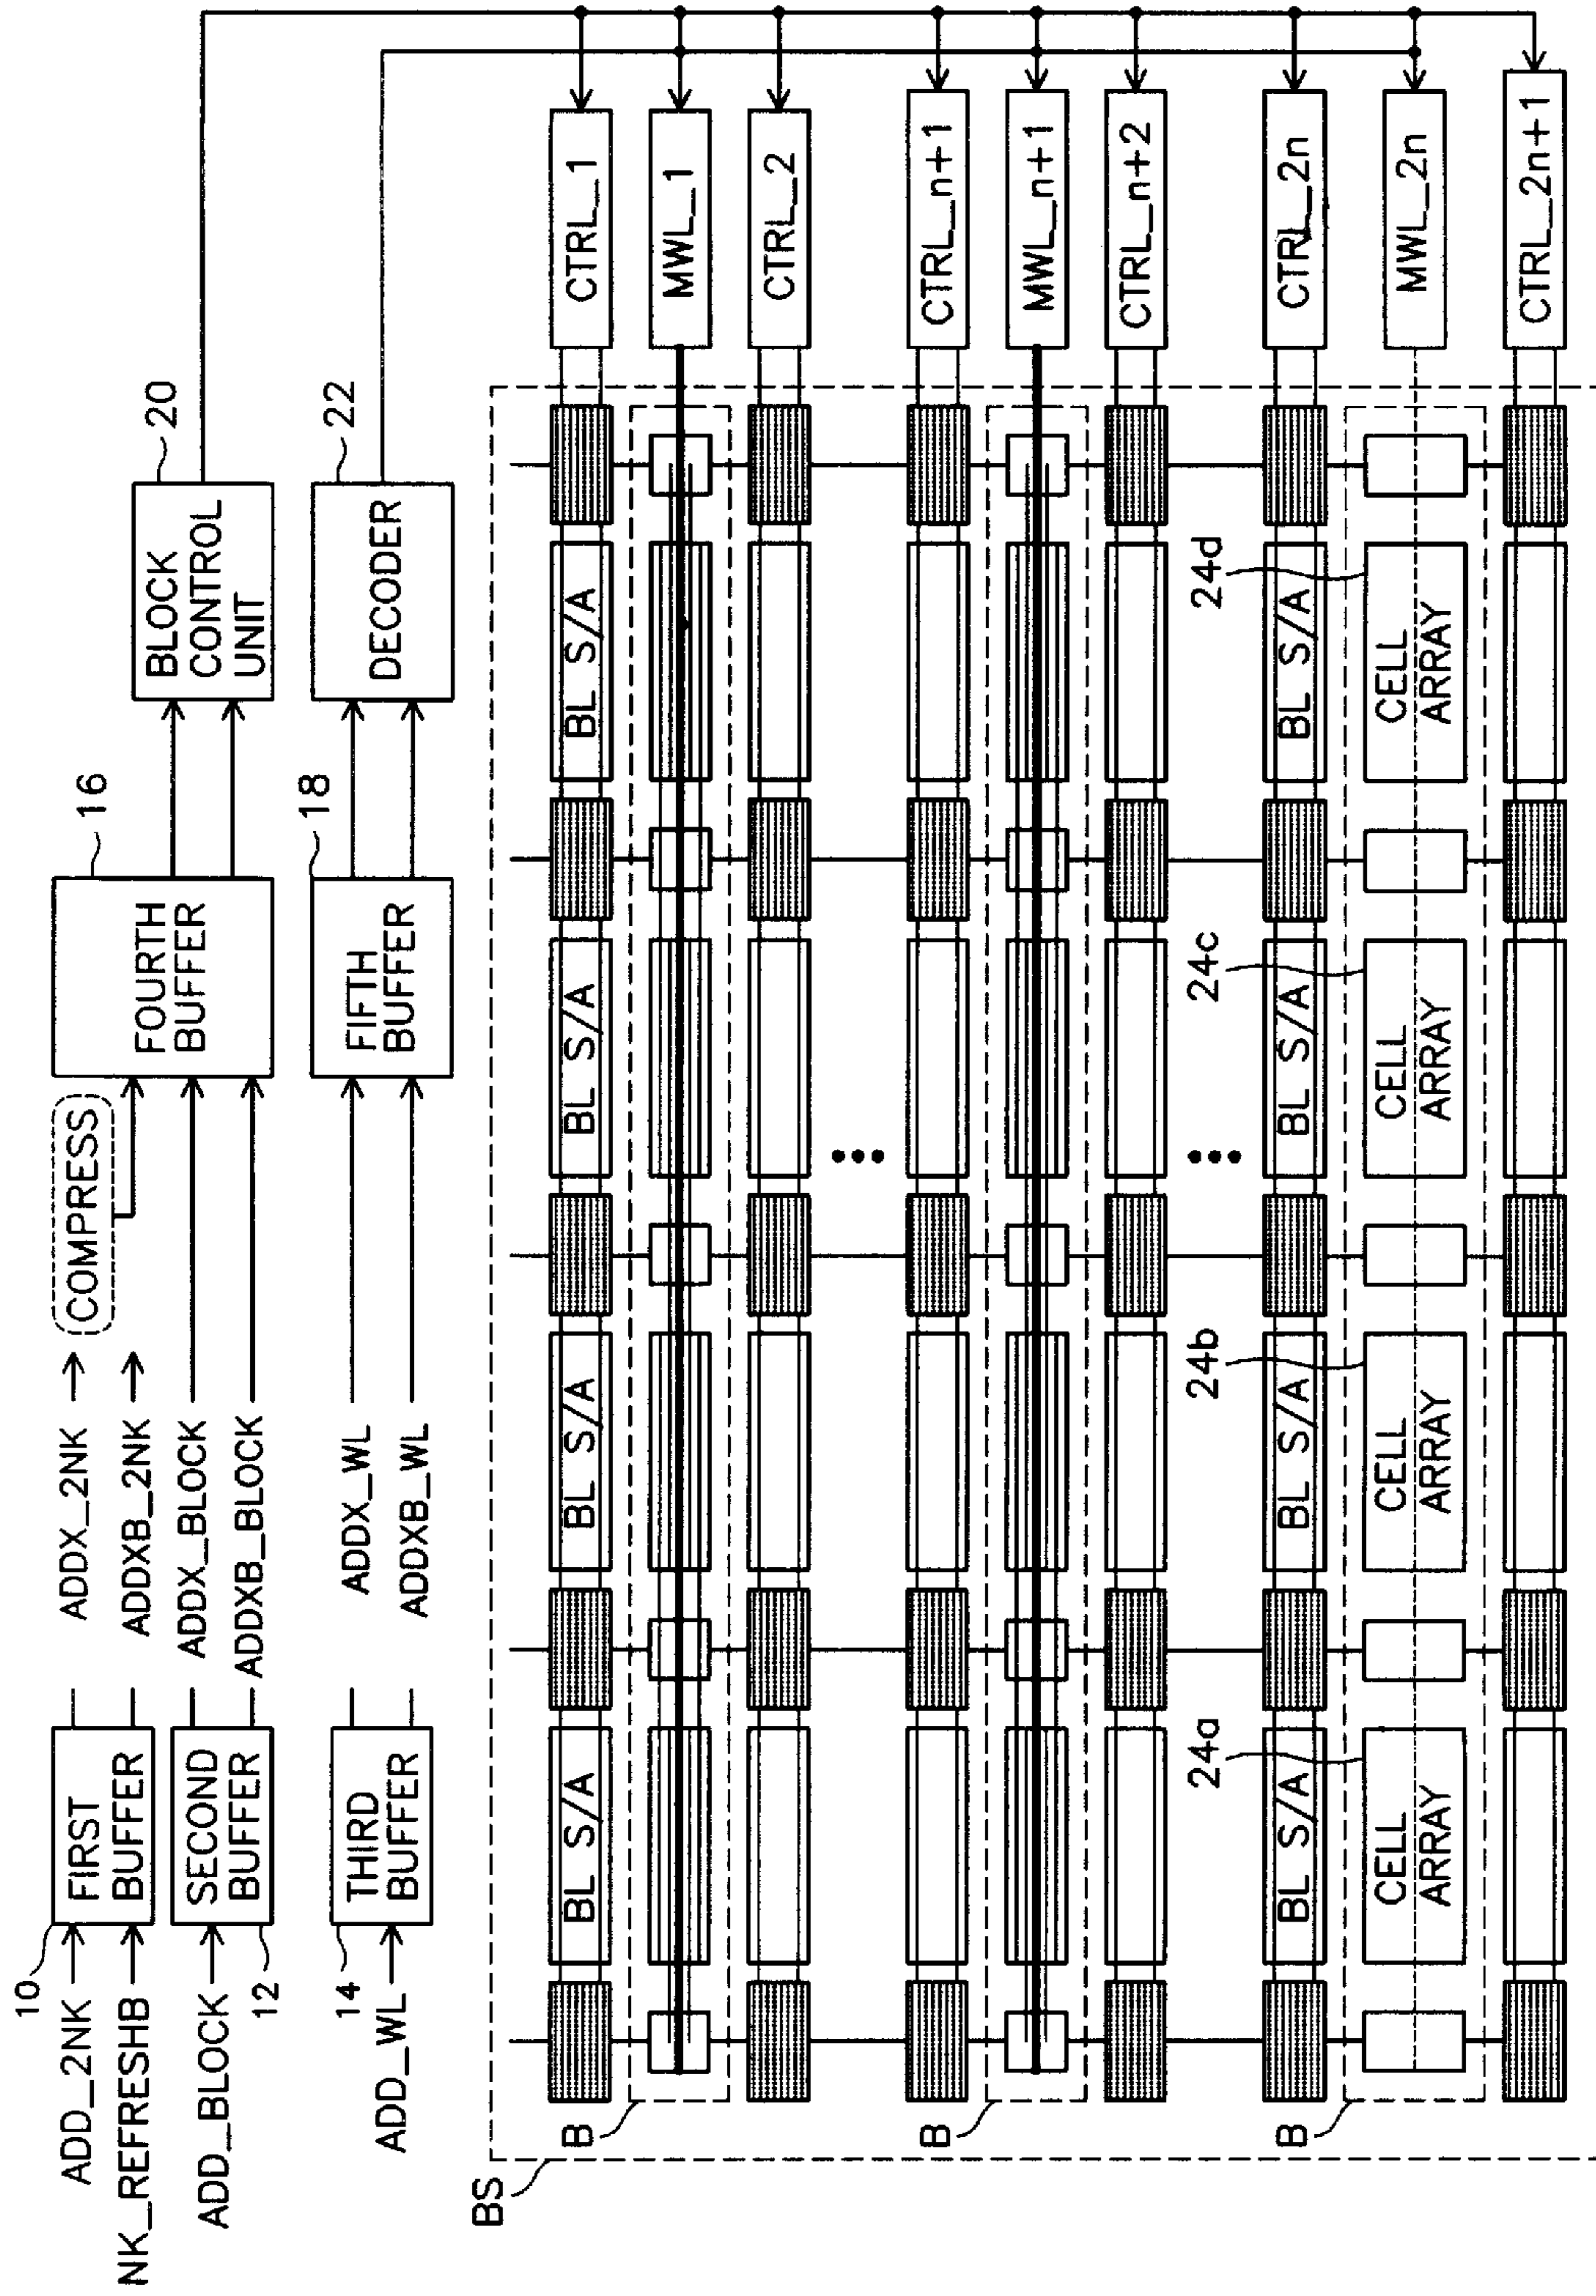 10
ADD_2NK
NK_REFRESHB
FIRST
BUFFER
ADDX_2NK
ADDXB_2NK
COMPRESS
FOURTH
BUFFER
16
BLOCK
CONTROL
UNIT
20
ADD_BLOCK
12
SECOND
BUFFER
ADDX_BLOCK
ADDXB_BLOCK
14
ADD_WL
THIRD
BUFFER
ADDX_WL
ADDXB_WL
FIFTH
BUFFER
18
DECODER
22
BS
BL S/A
BL S/A
BL S/A
BL S/A
CTRL_1
B
MWL_1
CTRL_2
CTRL_n+1
B
MWL_n+1
CTRL_n+2
24a
24b
24c
24d
BL S/A
BL S/A
BL S/A
BL S/A
CTRL_2n
B
CELL
ARRAY
CELL
ARRAY
CELL
ARRAY
CELL
ARRAY
MWL_2n
CTRL_2n+1